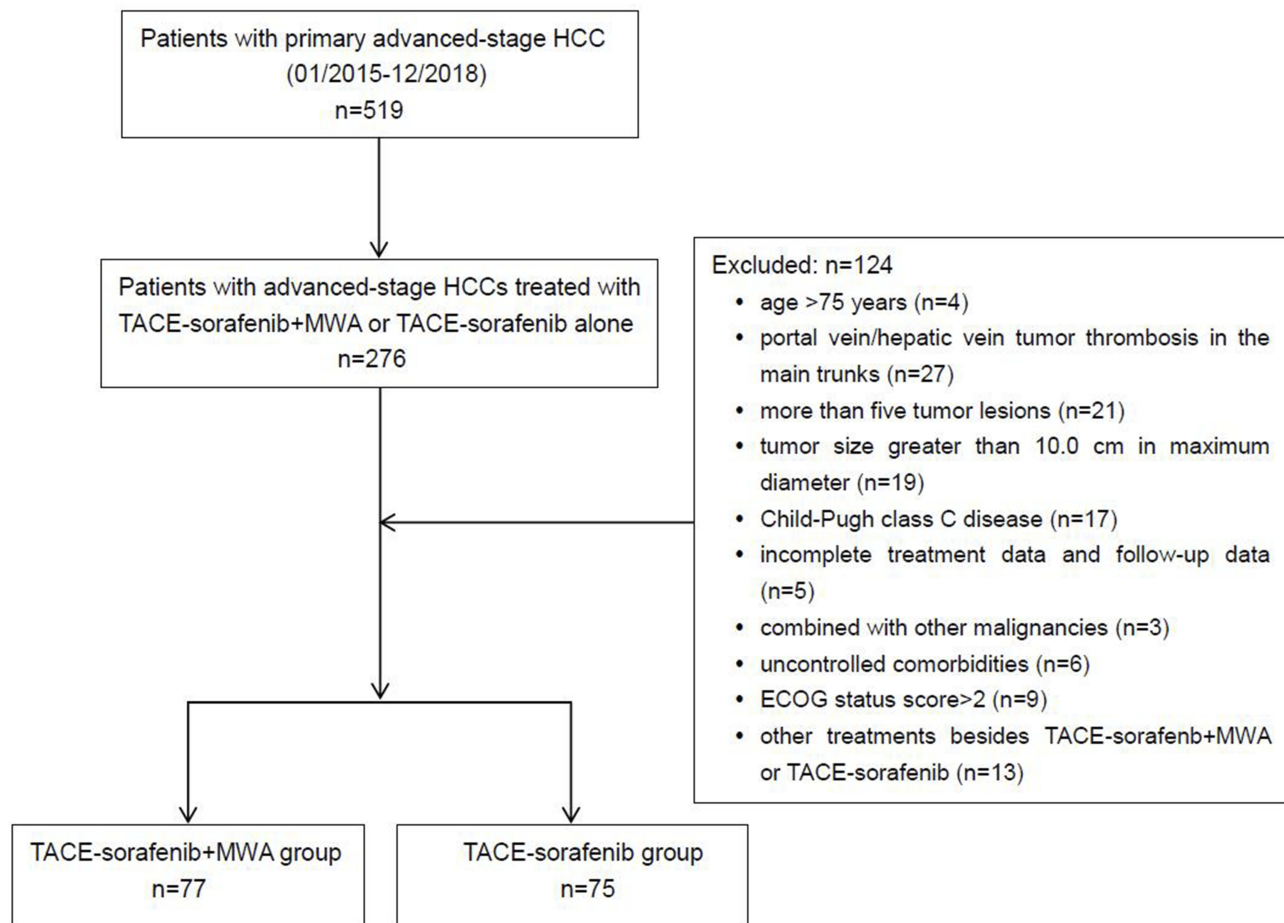 Patients with primary advanced-stage HCC
(01/2015-12/2018)
n=519
Patients with advanced-stage HCCs treated with
TACE-sorafenib+MWA or TACE-sorafenib alone
n=276
Excluded: n=124
• age >75 years (n=4)
• portal vein/hepatic vein tumor thrombosis in the
main trunks (n=27)
• more than five tumor lesions (n=21)
• tumor size greater than 10.0 cm in maximum
diameter (n=19)
• Child-Pugh class C disease (n=17)
• incomplete treatment data and follow-up data
(n=5)
• combined with other malignancies (n=3)
• uncontrolled comorbidities (n=6)
• ECOG status score>2 (n=9)
• other treatments besides TACE-sorafenb+MWA
or TACE-sorafenib (n=13)
TACE-sorafenib+MWA group
n=77
TACE-sorafenib group
n=75